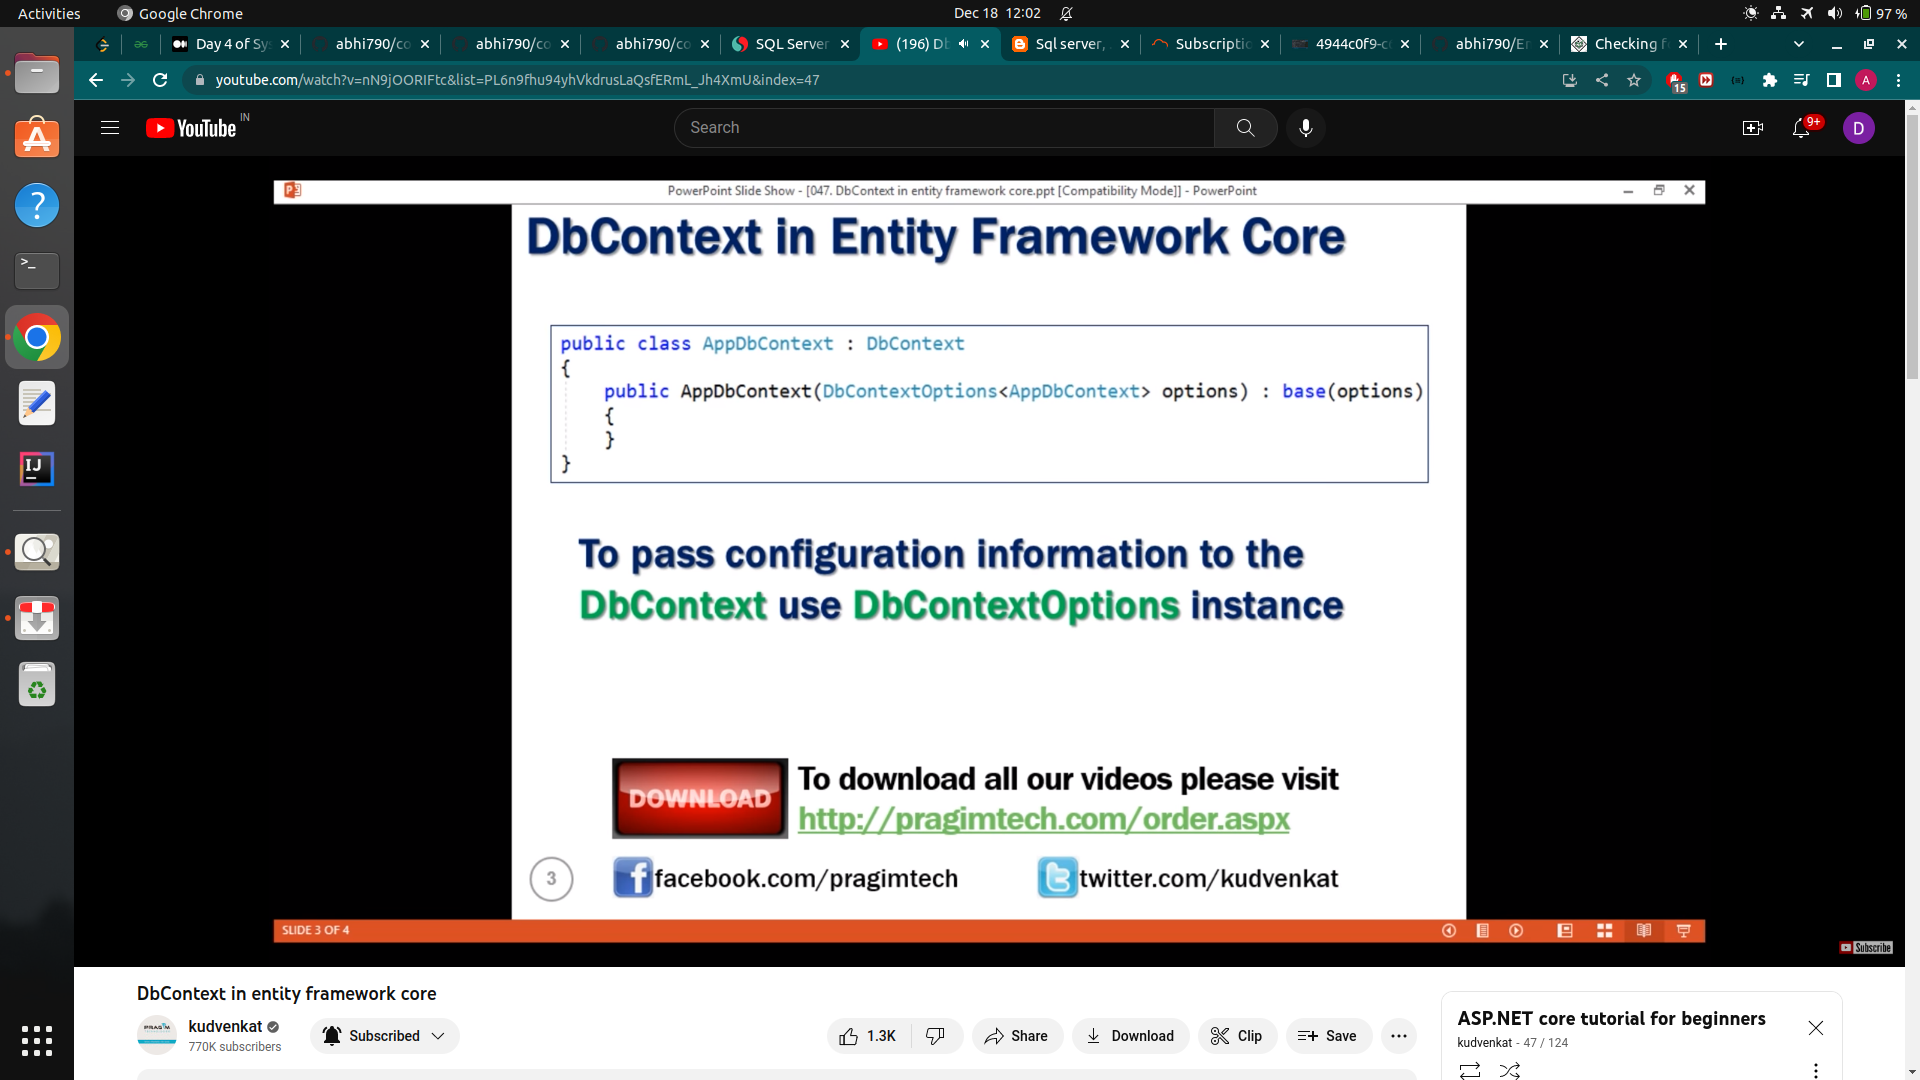 Activities
Google Chrome
Dec 18 12:02
97 %
Day 4 of Sy
abhi790/co
abhi790/co
abhi790/co
SQL Server
(196) Db
Sql server, .
Subscriptio
4944c0f9-c
abhi790/Er
Checking f
youtube.com/watch?v=nN9jOORIFtc&list=PL6n9fhu94yhVkdrusLaQsfERmL_Jh4XmU&index=47
15
A
YouTube IN
Search
9+
D
PowerPoint Slide Show - [047. DbContext in entity framework core.ppt [Compatibility Mode]] - PowerPoint
DbContext in Entity Framework Core
public class AppDbContext : DbContext
{
public AppDbContext(DbContextOptions<AppDbContext> options) : base(options)
{
}
}
To pass configuration information to the
DbContext use DbContextOptions instance
DOWNLOAD
To download all our videos please visit
http://pragimtech.com/order.aspx
3
facebook.com/pragimtech
twitter.com/kudvenkat
SLIDE 3 OF 4
Subscribe
DbContext in entity framework core
PRAGIM
kudvenkat
770K subscribers
Subscribed
1.3K
Share
Download
Clip
Save
ASP.NET core tutorial for beginners
kudvenkat - 47 / 124